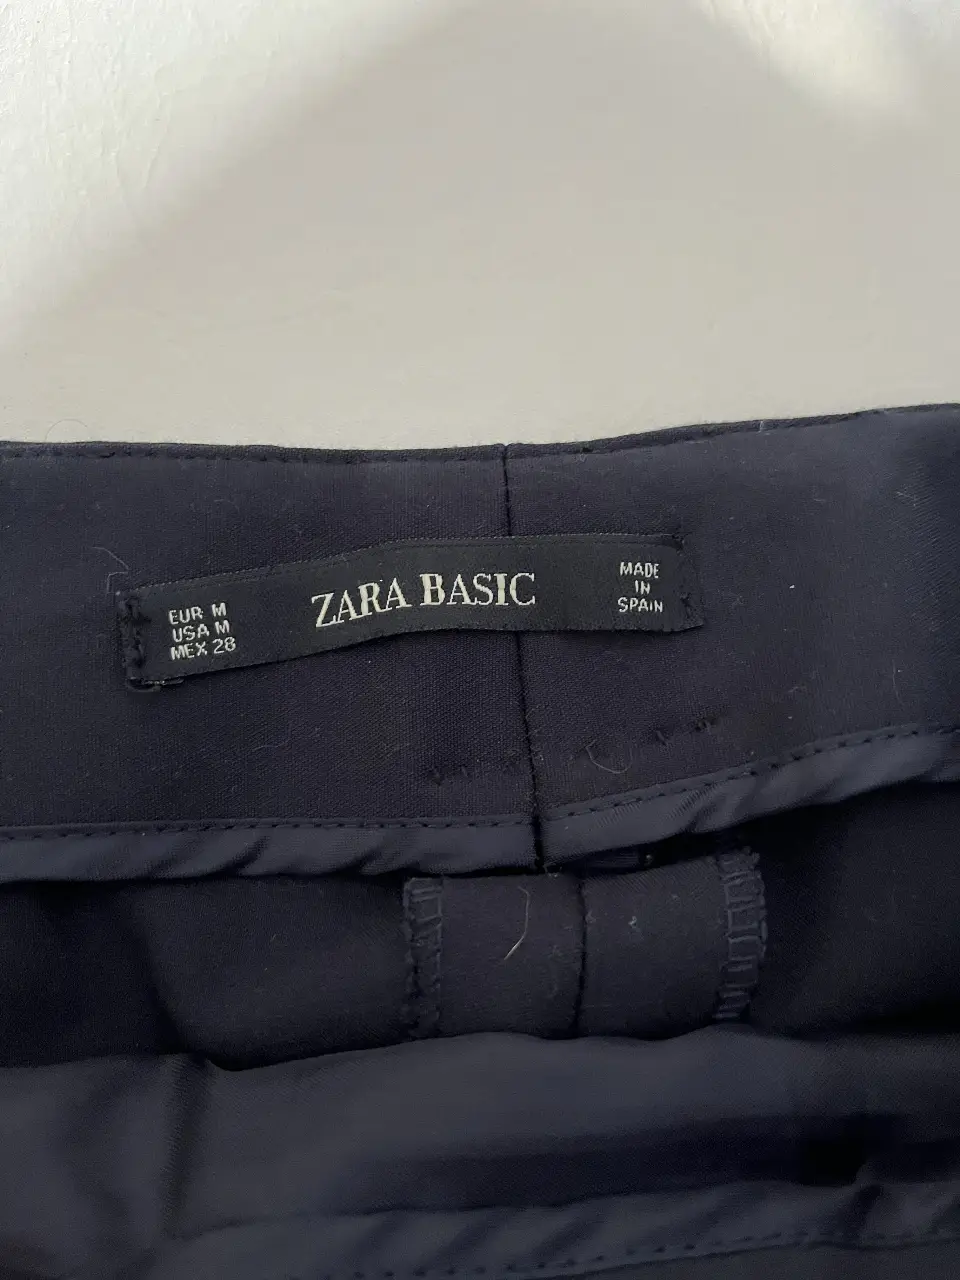 EUR M
USA M
MEX 28
ZARA BASIC
MADE
IN
SPAIN